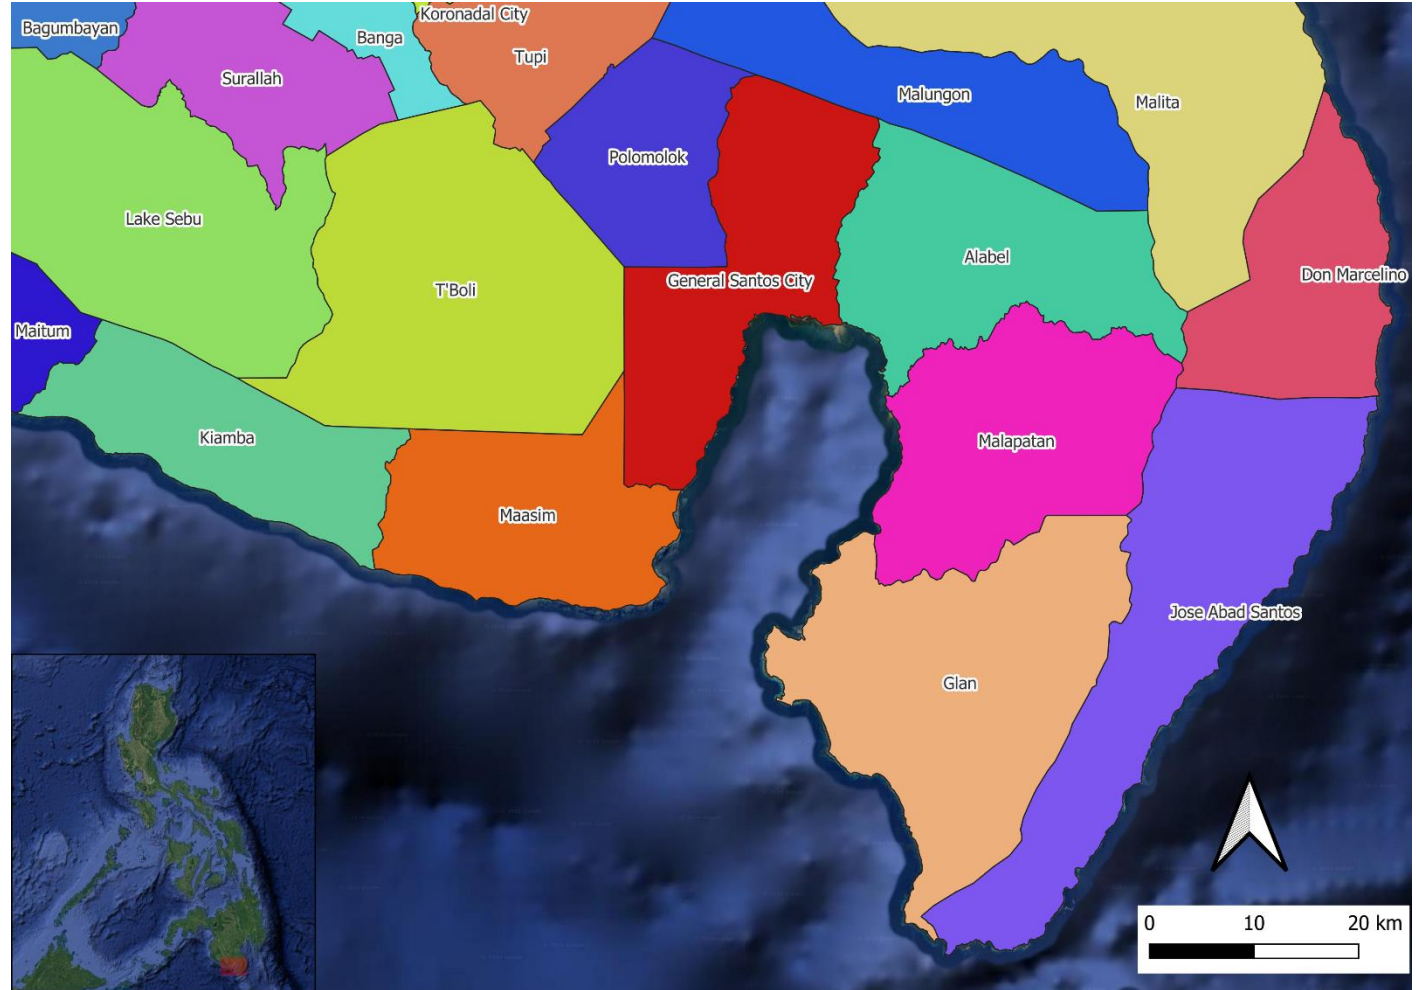 Koronadal City
Bagumbayan
Banga
Tupi
Surallah
Malungon
Malita
Polomolok
Lake Sebu
Alabel
Don Marcelino
General Santos City
T'Boli
Maitum
Kiamba
Malapatan
Maasim
Jose Abad Santos
Glan
0 10 20 km